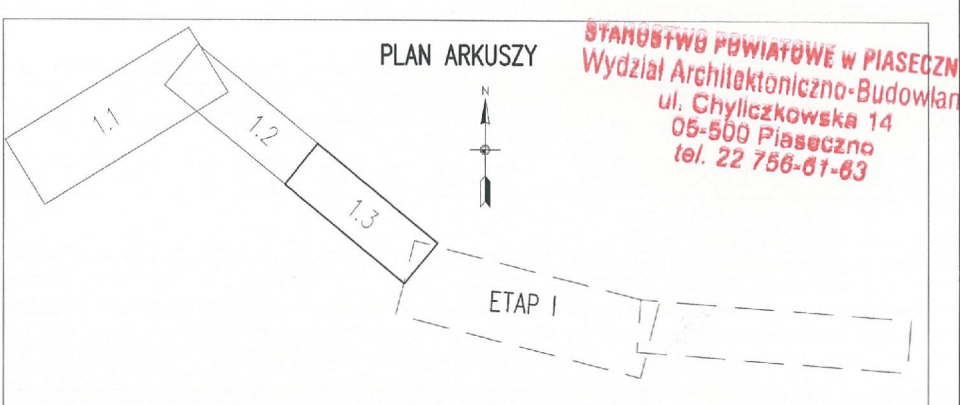 PLAN ARKUSZY
STAROSTWO POWIATOWE w PIASECZN
Wydział Architektoniczno-Budowlan
ul. Chyliczkowska 14
05-500 Piaseczno
tel. 22 756-61-63
N
1.1
1.2
1.3
ETAP I